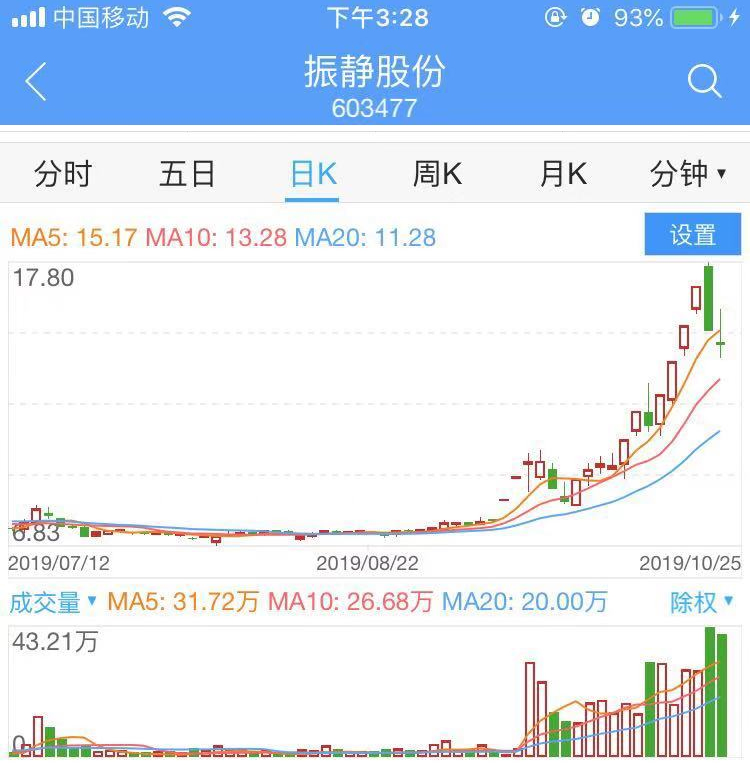 中国移动 下午3:28 93%
振静股份
603477
分时 五日 日K 周K 月K 分钟
MA5: 15.17 MA10: 13.28 MA20: 11.28 设置
17.80
6.83
2019/07/12 2019/08/22 2019/10/25
成交量 MA5: 31.72万 MA10: 26.68万 MA20: 20.00万 除权
43.21万
0